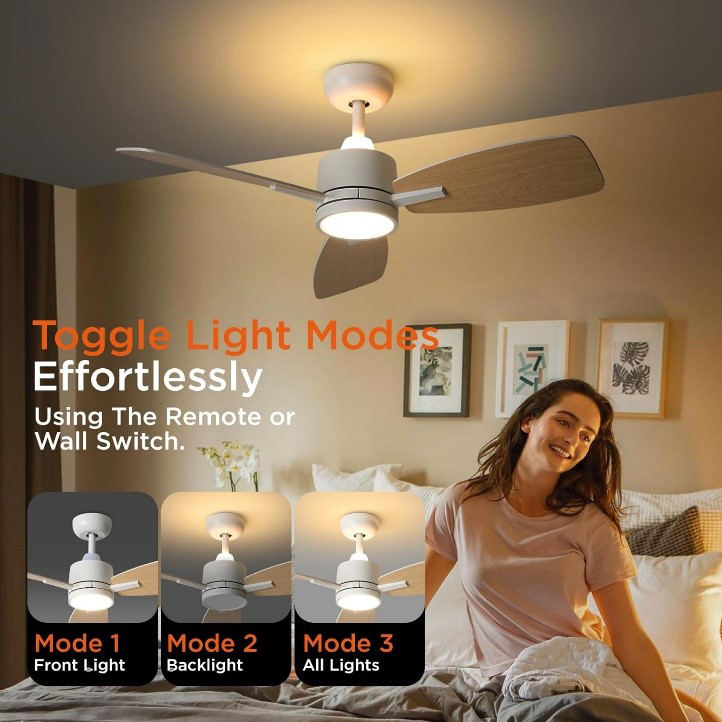 Toggle Light Modes
Effortlessly
Using The Remote or
Wall Switch.
Mode 1
Front Light
Mode 2
Backlight
Mode 3
All Lights